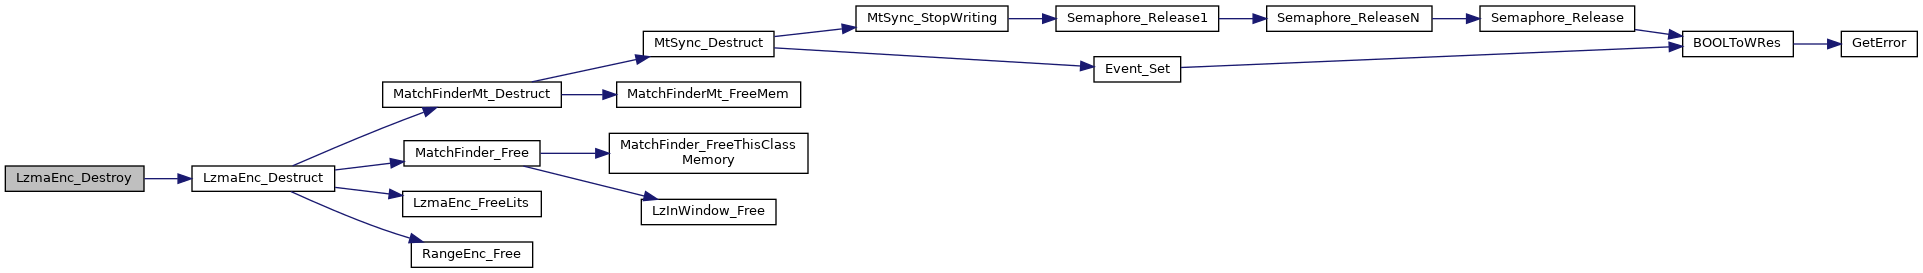 LzmaEnc_Destroy
LzmaEnc_Destruct
MatchFinderMt_Destruct
MtSync_Destruct
MtSync_StopWriting
Semaphore_Release1
Semaphore_ReleaseN
Semaphore_Release
BOOLToWRes
GetError
Event_Set
MatchFinderMt_FreeMem
MatchFinder_Free
MatchFinder_FreeThisClass
Memory
LzInWindow_Free
LzmaEnc_FreeLits
RangeEnc_Free